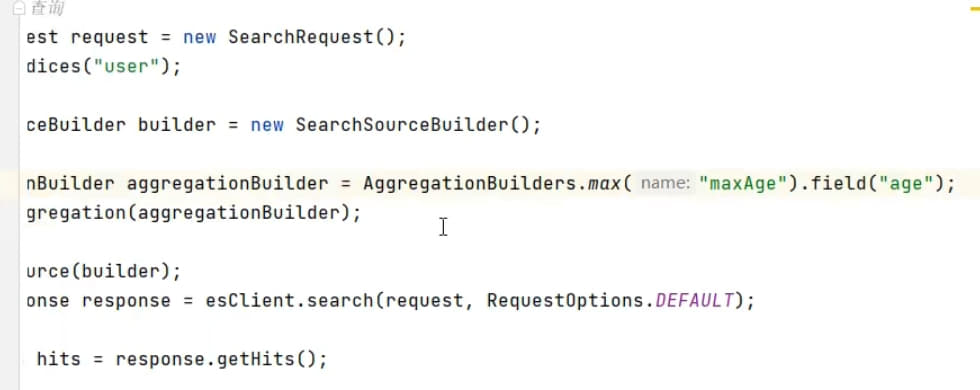 查询
est request = new SearchRequest();
dices("user");
ceBuilder builder = new SearchSourceBuilder();
nBuilder aggregationBuilder = AggregationBuilders.max( name: "maxAge").field("age");
gregation(aggregationBuilder);
urce(builder);
onse response = esClient.search(request, RequestOptions.DEFAULT);
hits = response.getHits();